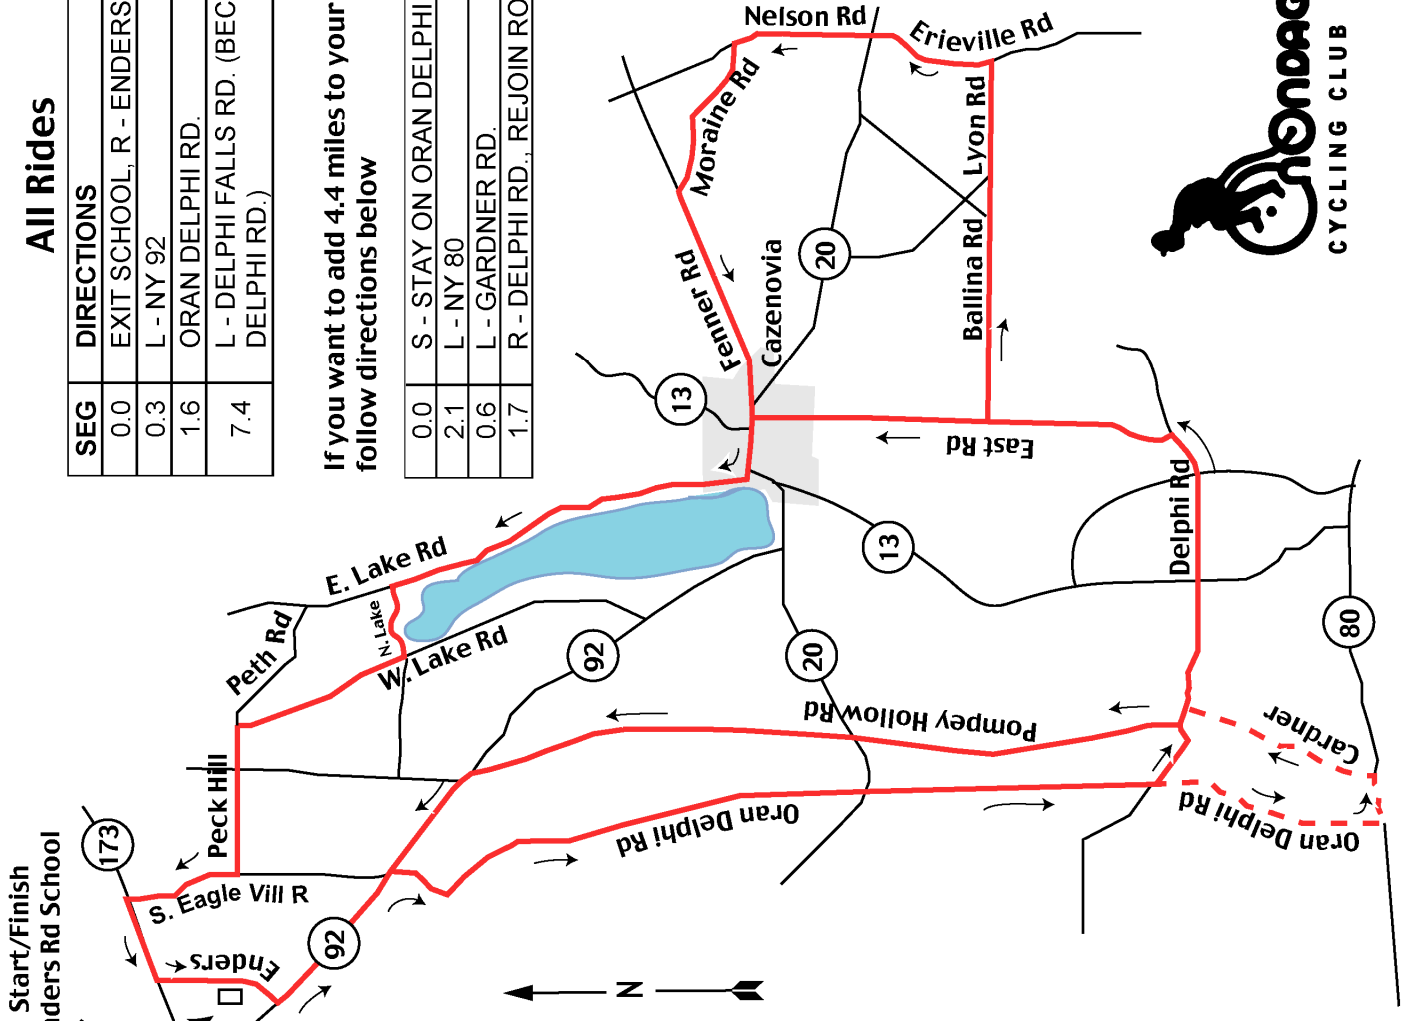 All Rides
SEG DIRECTIONS
0.0 EXIT SCHOOL, R - ENDERS
0.3 L - NY 92
1.6 ORAN DELPHI RD.
7.4 L - DELPHI FALLS RD. (BEC
DELPHI RD.)
If you want to add 4.4 miles to your
follow directions below
0.0 S - STAY ON ORAN DELPHI
2.1 L - NY 80
0.6 L - GARDNER RD.
1.7 R - DELPHI RD., REJOIN RO
Start/Finish
nders Rd School
173
Peck Hill
S. Eagle Vill R
Enders
92
Peth Rd
N. Lake
E. Lake Rd
W. Lake Rd
92
20
13
Fenner Rd
Cazenovia
Moraine Rd
Nelson Rd
Erieville Rd
20
Lyon Rd
Ballina Rd
East Rd
13
Delphi Rd
80
Pompey Hollow Rd
Oran Delphi Rd
Oran Delphi Rd
Gardner
N
ONONDAG
CYCLING CLUB